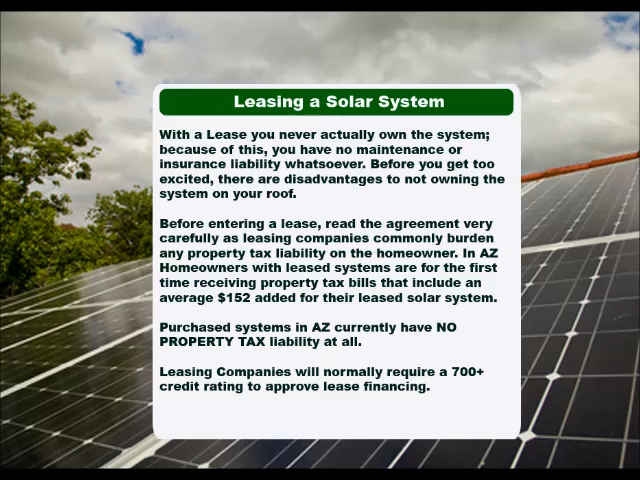 Leasing a Solar System
With a Lease you never actually own the system;
because of this, you have no maintenance or
insurance liability whatsoever. Before you get too
excited, there are disadvantages to not owning the
system on your roof.
Before entering a lease, read the agreement very
carefully as leasing companies commonly burden
any property tax liability on the homeowner. In AZ
Homeowners with leased systems are for the first
time receiving property tax bills that include an
average $152 added for their leased solar system.
Purchased systems in AZ currently have NO
PROPERTY TAX liability at all.
Leasing Companies will normally require a 700+
credit rating to approve lease financing.